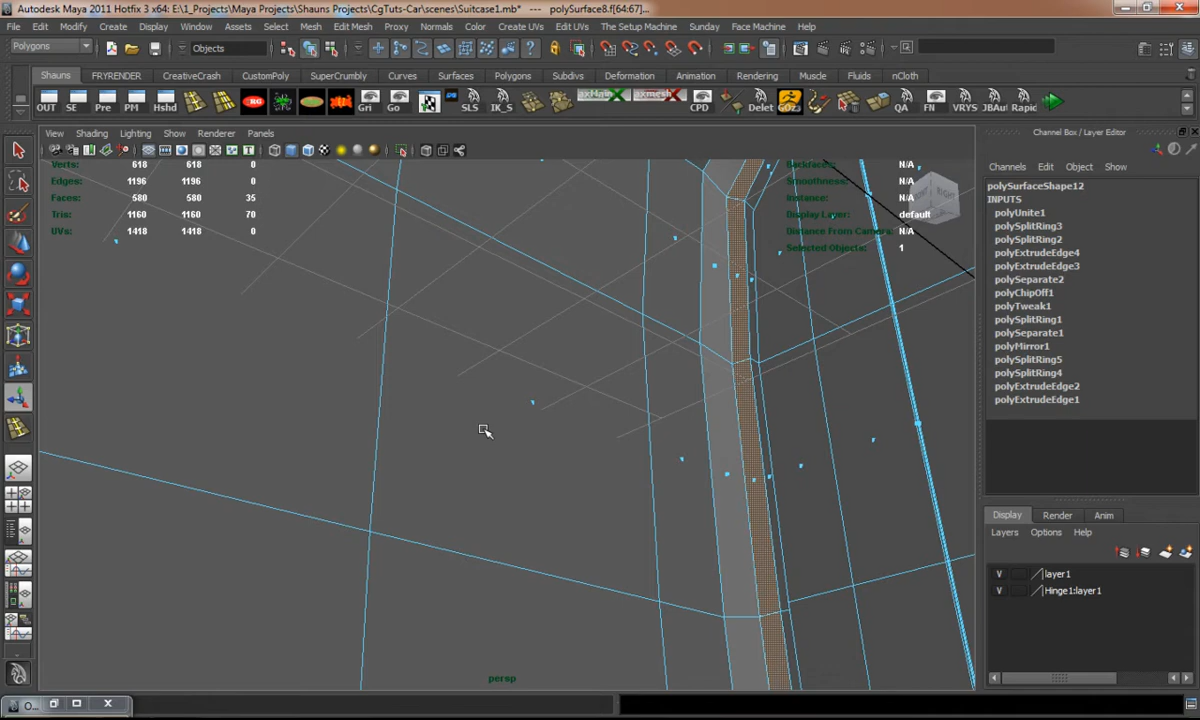 Autodesk Maya 2011 Hotfix 3 x64: E:\1_Projects\Maya Projects\Shauns Projects\CgTuts-Car\scenes\Suitcase1.mb* --- polySurface8.f[64:67]...
File Edit Modify Create Display Window Assets Select Mesh Edit Mesh Proxy Normals Color Create UVs Edit UVs The Setup Machine Sunday Face Machine Help
Polygons Objects
Shauns FRYRENDER CreativeCrash CustomPoly SuperCrumbly Curves Surfaces Polygons Subdivs Deformation Animation Rendering Muscle Fluids nCloth
OUT SE Pre PM Hshd Gri Go SLS IK_S CPD Delet GOZ QA FN VRYS JBAu Rapic
View Shading Lighting Show Renderer Panels
Channel Box / Layer Editor
Channels Edit Object Show
Verts: 618 618 0
Edges: 1196 1196 0
Faces: 580 580 35
Tris: 1160 1160 70
UVs: 1418 1418 0
Backfaces: N/A
Smoothness: N/A
Instance: N/A
Display Layer: default
Distance From Camera: N/A
Selected Objects: 1
RIGHT
polySurfaceShape12
INPUTS
polyUnite1
polySplitRing3
polySplitRing2
polyExtrudeEdge4
polyExtrudeEdge3
polySeparate2
polyChipOff1
polyTweak1
polySplitRing1
polySeparate1
polyMirror1
polySplitRing5
polySplitRing4
polyExtrudeEdge2
polyExtrudeEdge1
Display Render Anim
Layers Options Help
V layer1
V Hinge1:layer1
persp
O...